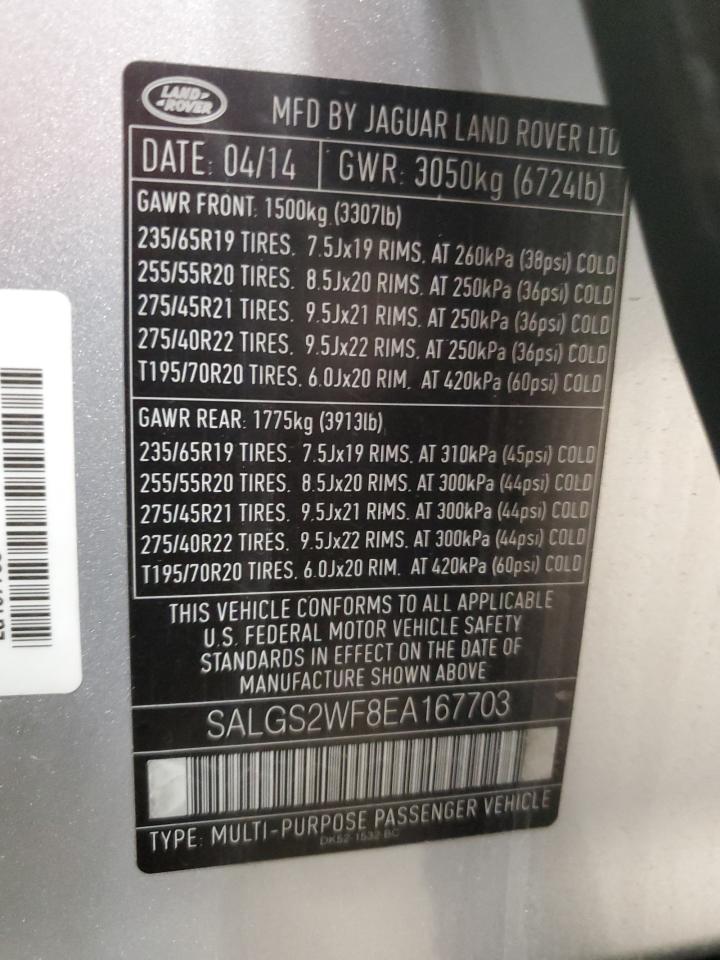 LAND
ROVER
MFD BY JAGUAR LAND ROVER LTD
DATE: 04/14 GWR: 3050kg (6724lb)
GAWR FRONT: 1500kg (3307lb)
235/65R19 TIRES. 7.5Jx19 RIMS. AT 260kPa (38psi) COLD
255/55R20 TIRES. 8.5Jx20 RIMS. AT 250kPa (36psi) COLD
275/45R21 TIRES. 9.5Jx21 RIMS. AT 250kPa (36psi) COLD
275/40R22 TIRES. 9.5Jx22 RIMS. AT 250kPa (36psi) COLD
T195/70R20 TIRES. 6.0Jx20 RIM. AT 420kPa (60psi) COLD
GAWR REAR: 1775kg (3913lb)
235/65R19 TIRES. 7.5Jx19 RIMS. AT 310kPa (45psi) COLD
255/55R20 TIRES. 8.5Jx20 RIMS. AT 300kPa (44psi) COLD
275/45R21 TIRES. 9.5Jx21 RIMS. AT 300kPa (44psi) COLD
275/40R22 TIRES. 9.5Jx22 RIMS. AT 300kPa (44psi) COLD
T195/70R20 TIRES. 6.0Jx20 RIM. AT 420kPa (60psi) COLD
THIS VEHICLE CONFORMS TO ALL APPLICABLE
U.S. FEDERAL MOTOR VEHICLE SAFETY
STANDARDS IN EFFECT ON THE DATE OF
MANUFACTURE SHOWN ABOVE
SALGS2WF8EA167703
TYPE: MULTI-PURPOSE PASSENGER VEHICLE
DK52-1532-BC